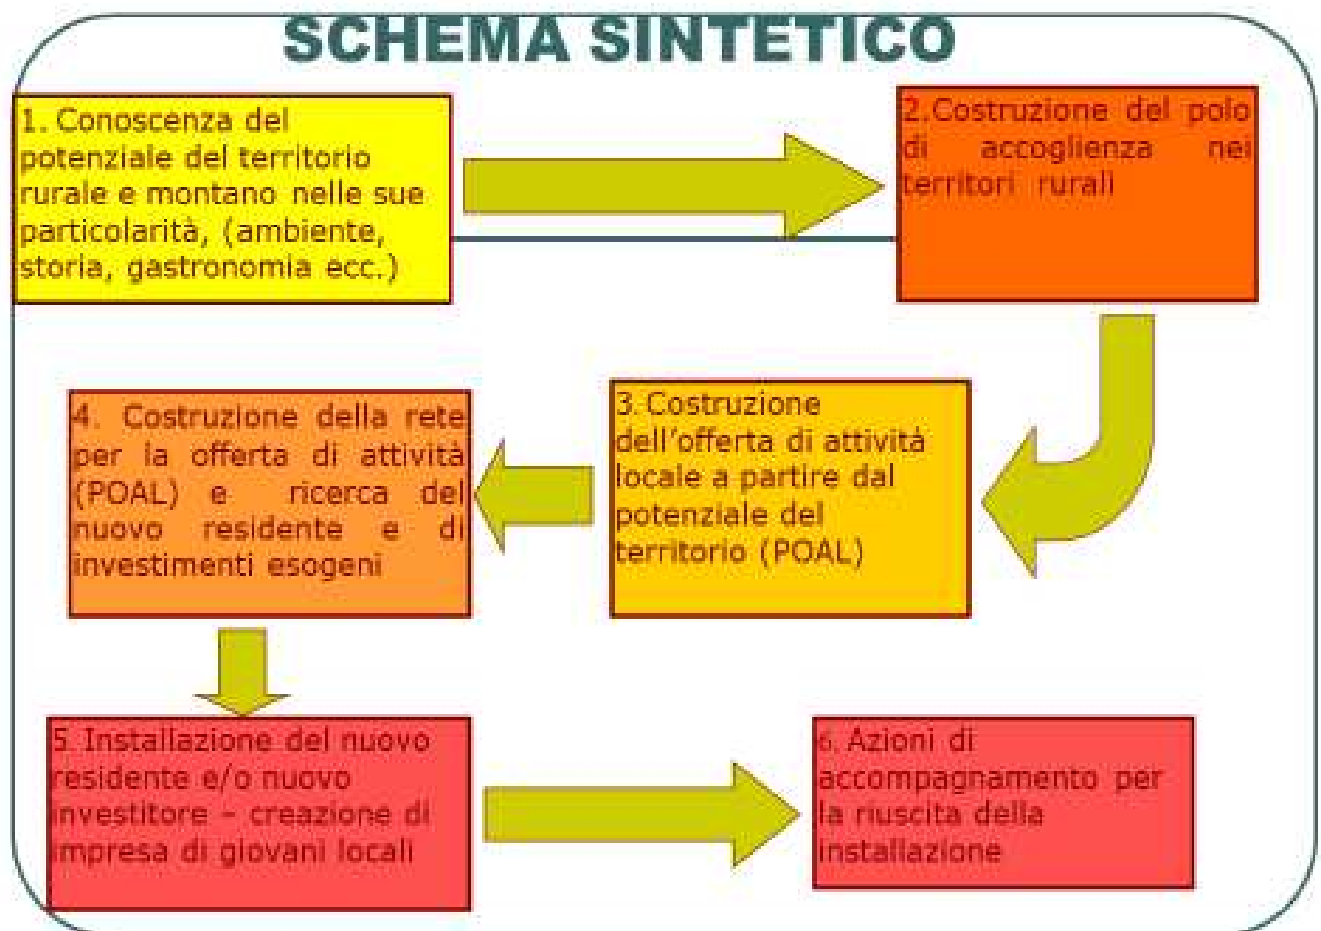 SCHEMA SINTETICO
1. Conoscenza del
potenziale del territorio
rurale e montano nelle sue
particolarità, (ambiente,
storia, gastronomia ecc.)
2.Costruzione del polo
di accoglienza nei
territori rurali
3. Costruzione
dell'offerta di attività
locale a partire dal
potenziale del
territorio (POAL)
4. Costruzione della rete
per la offerta di attività
(POAL) e ricerca del
nuovo residente e di
investimenti esogeni
5. Installazione del nuovo
residente e/o nuovo
investitore – creazione di
impresa di giovani locali
6. Azioni di
accompagnamento per
la riuscita della
installazione